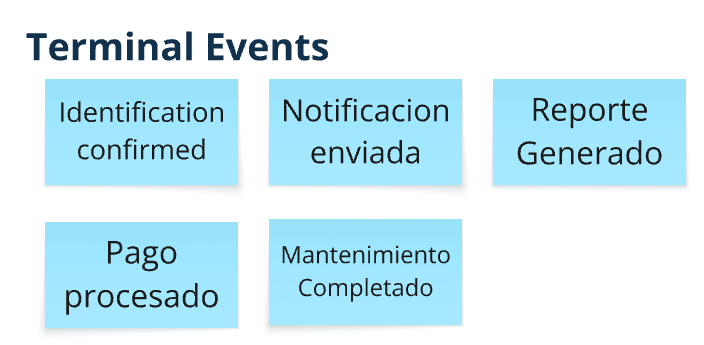 Terminal Events
Identification
confirmed
Notificacion
enviada
Reporte
Generado
Pago
procesado
Mantenimiento
Completado